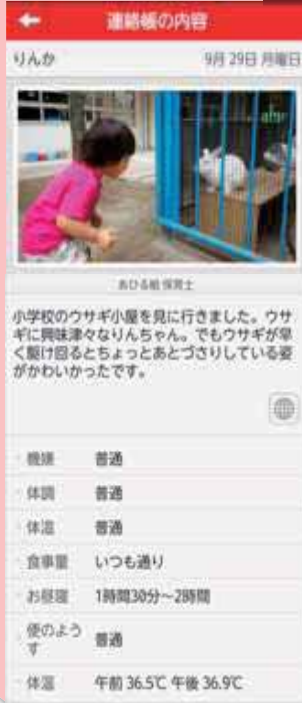 連絡帳の内容
りんか 9月 29日 月曜日
あひる組 保育士
小学校のウサギ小屋を見に行きました。ウサ
ギに興味津々なりんちゃん。でもウサギが早
く駆け回るとちょっとあとづさりしている姿
がかわいかったです。
機嫌 普通
体調 普通
体温 普通
食事量 いつも通り
お昼寝 1時間30分～2時間
便のよう
す 普通
体温 午前 36.5℃ 午後 36.9℃